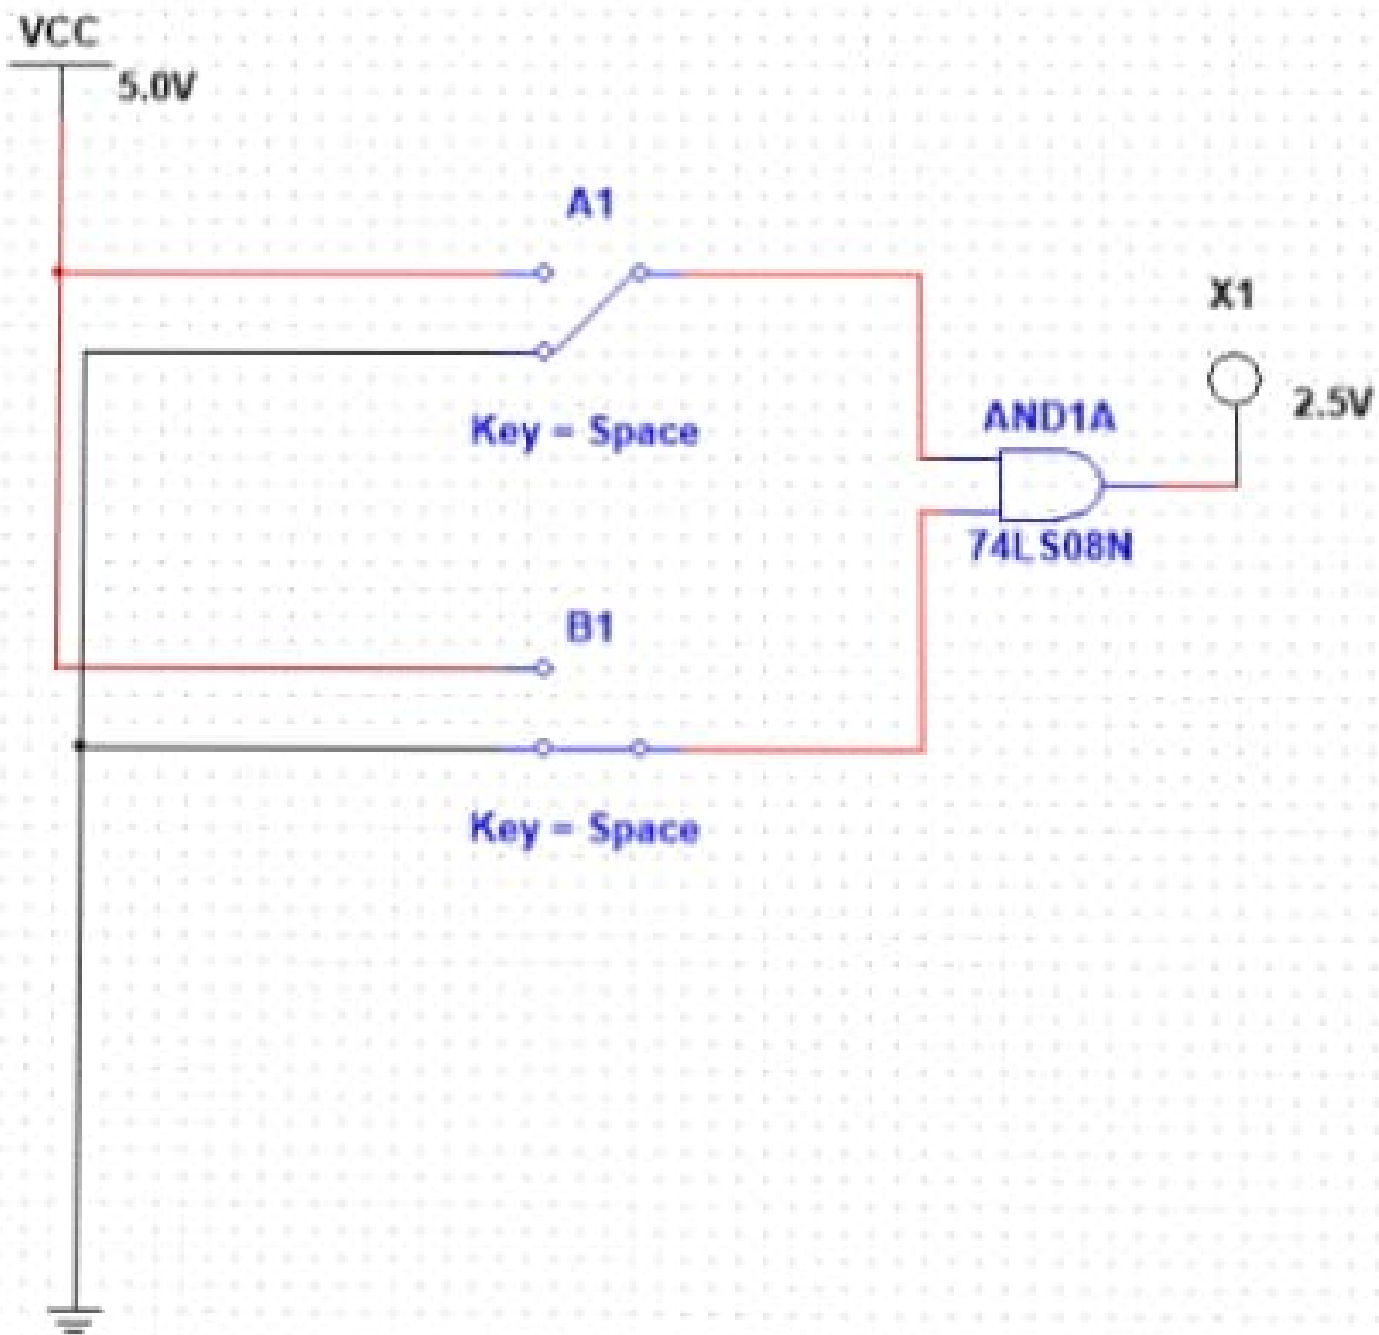 VCC
5.0V
A1
X1
2.5V
Key = Space
AND1A
74LS08N
B1
Key = Space